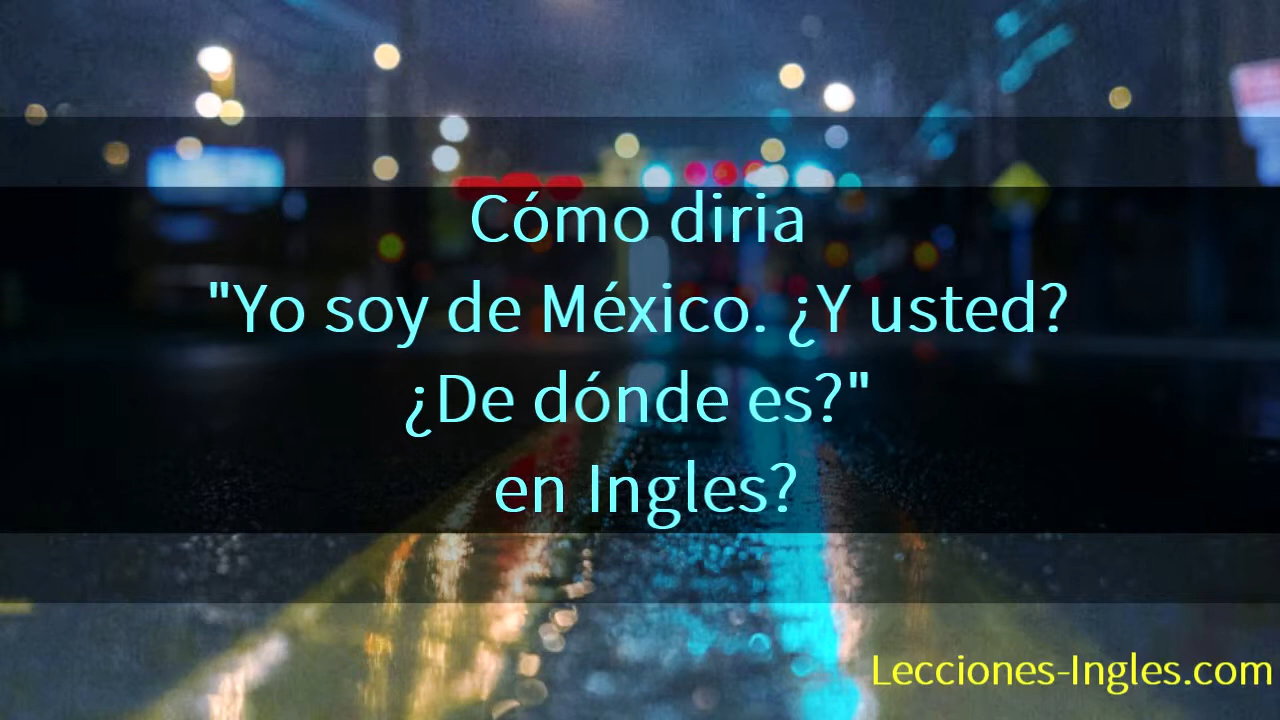 Cómo diria
"Yo soy de México. ¿Y usted?
¿De dónde es?"
en Ingles?
Lecciones-Ingles.com